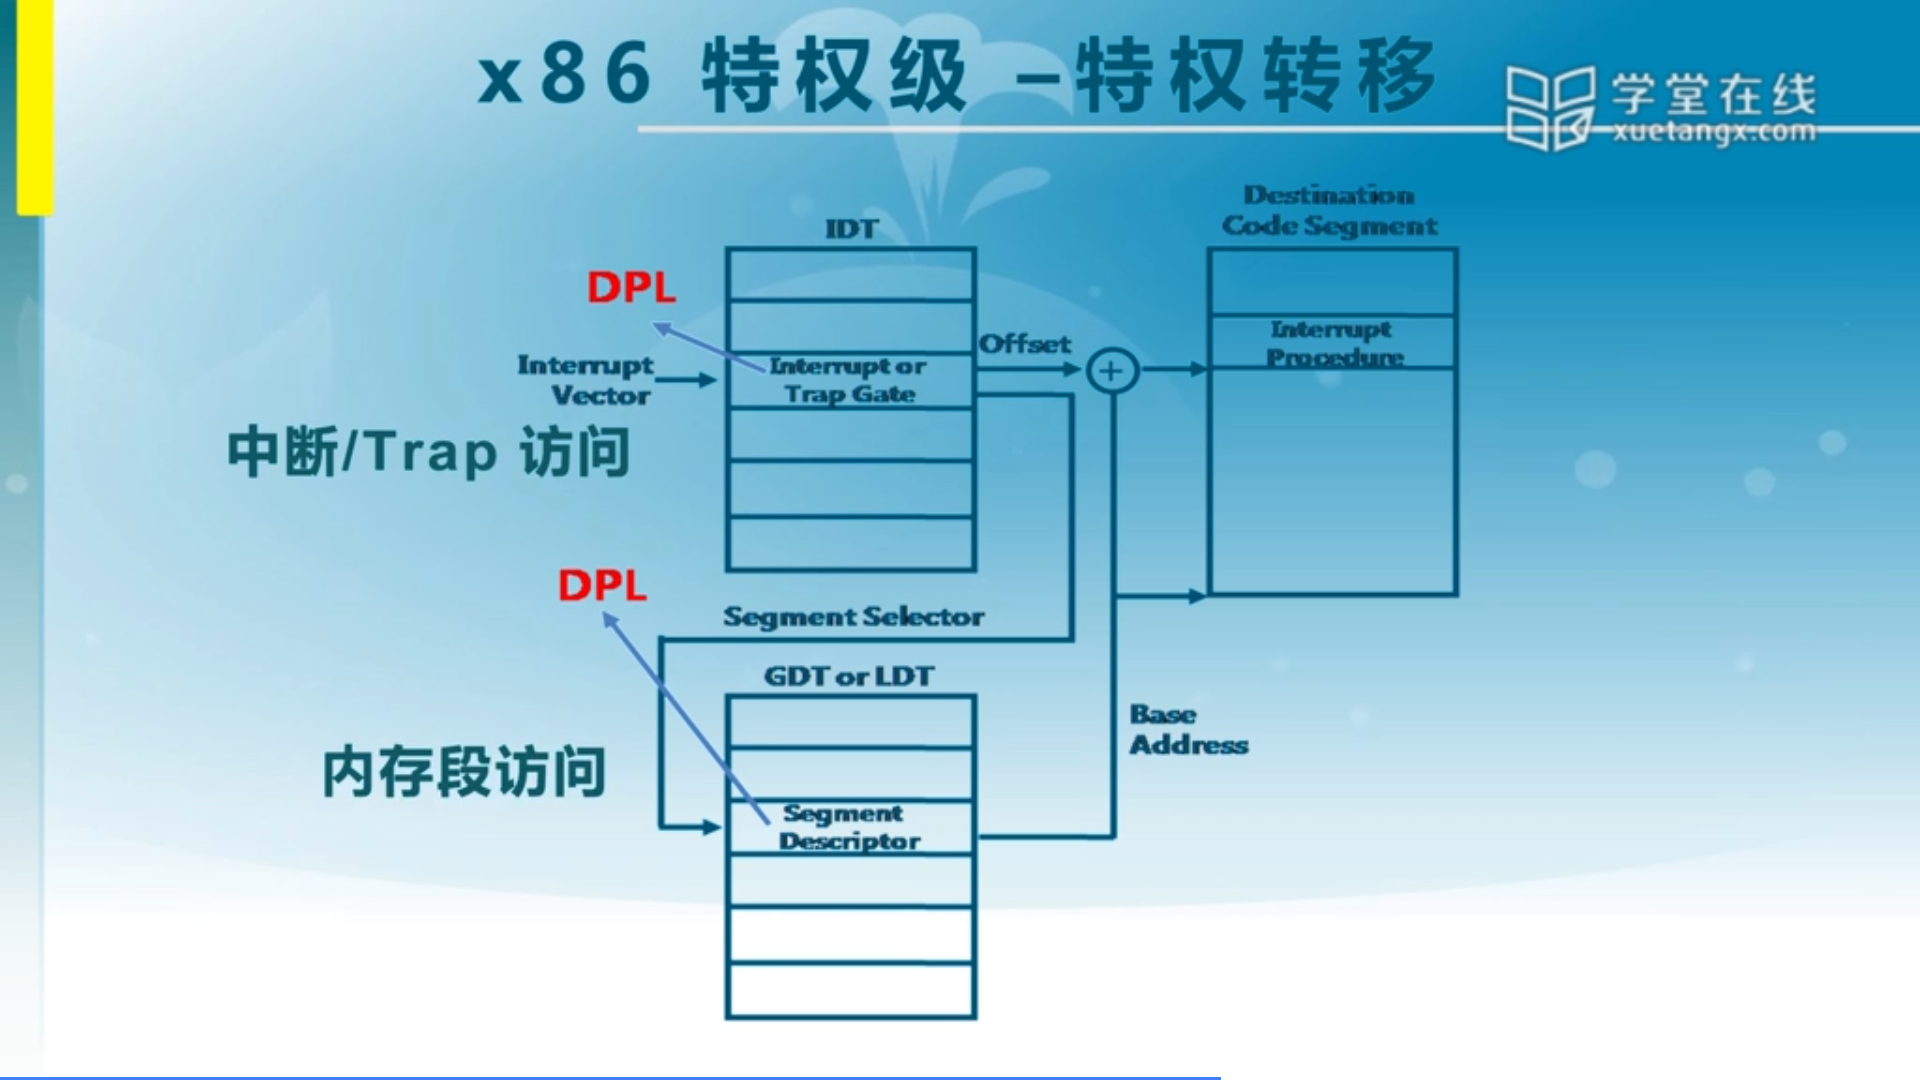 x86 特权级 –特权转移
学堂在线
xuetangx.com
Destination
Code Segment
IDT
DPL
Interrupt
Procedure
Offset
Interrupt
Vector
Interrupt or
Trap Gate
+
中断/Trap 访问
DPL
Segment Selector
GDT or LDT
Base
Address
内存段访问
Segment
Descriptor